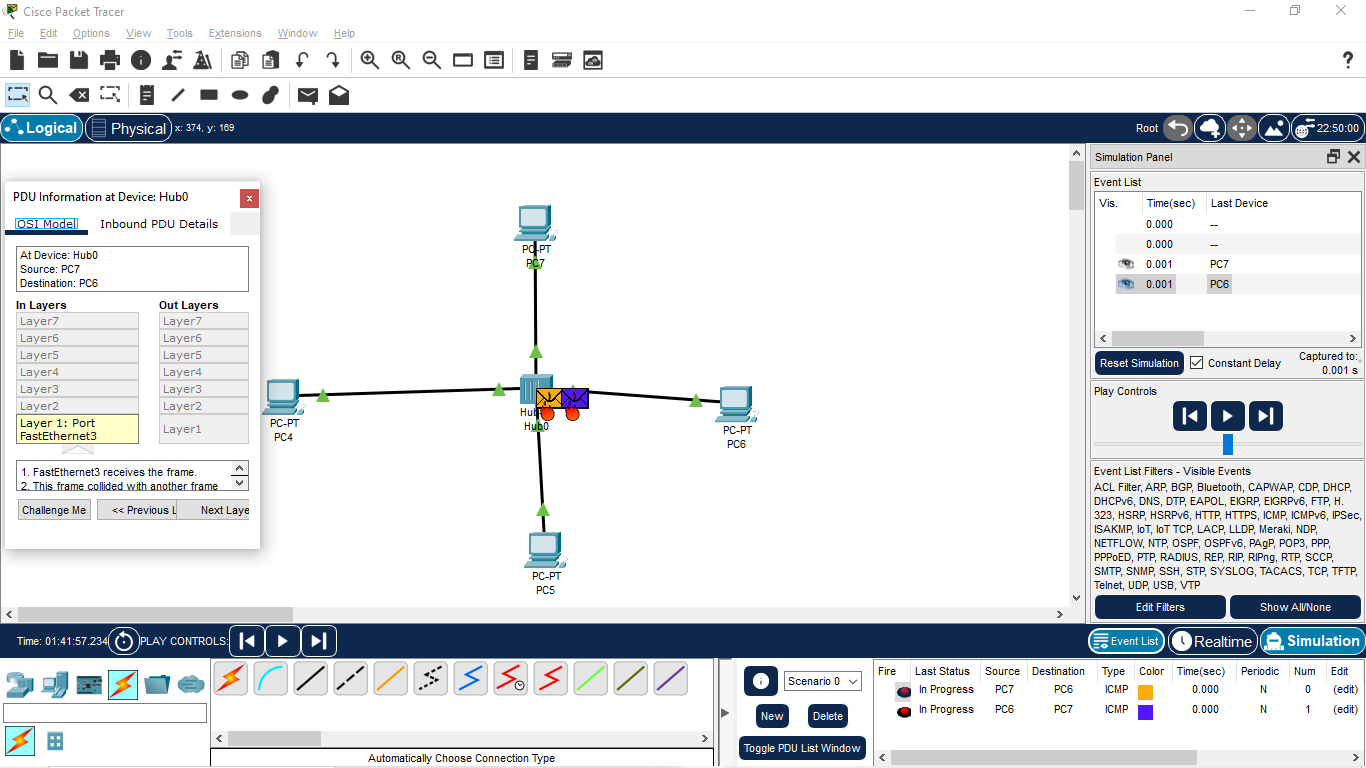 Cisco Packet Tracer
File Edit Options View Tools Extensions Window Help
?
Logical Physical x: 374, y: 169
Root 22:50:00
PDU Information at Device: Hub0 x
OSI Model Inbound PDU Details
At Device: Hub0
Source: PC7
Destination: PC6
In Layers Out Layers
Layer7 Layer7
Layer6 Layer6
Layer5 Layer5
Layer4 Layer4
Layer3 Layer3
Layer2 Layer2
Layer 1: Port FastEthernet3 Layer1
1. FastEthernet3 receives the frame.
2. This frame collided with another frame
Challenge Me << Previous L Next Laye
PC-PT
PC7
PC-PT
PC4
Hub0
PC-PT
PC6
PC-PT
PC5
Simulation Panel
Event List
Vis. Time(sec) Last Device
0.000 --
0.000 --
0.001 PC7
0.001 PC6
Reset Simulation Constant Delay Captured to:
0.001 s
Play Controls
Event List Filters - Visible Events
ACL Filter, ARP, BGP, Bluetooth, CAPWAP, CDP, DHCP,
DHCPv6, DNS, DTP, EAPOL, EIGRP, EIGRPv6, FTP, H.
323, HSRP, HSRPv6, HTTP, HTTPS, ICMP, ICMPv6, IPSec,
ISAKMP, IoT, IoT TCP, LACP, LLDP, Meraki, NDP,
NETFLOW, NTP, OSPF, OSPFv6, PAgP, POP3, PPP,
PPPoED, PTP, RADIUS, REP, RIP, RIPng, RTP, SCCP,
SMTP, SNMP, SSH, STP, SYSLOG, TACACS, TCP, TFTP,
Telnet, UDP, USB, VTP
Edit Filters Show All/None
Time: 01:41:57.234 PLAY CONTROLS:
Event List Realtime Simulation
Automatically Choose Connection Type
Scenario 0
New Delete
Toggle PDU List Window
Fire Last Status Source Destination Type Color Time(sec) Periodic Num Edit
In Progress PC7 PC6 ICMP 0.000 N 0 (edit)
In Progress PC6 PC7 ICMP 0.000 N 1 (edit)